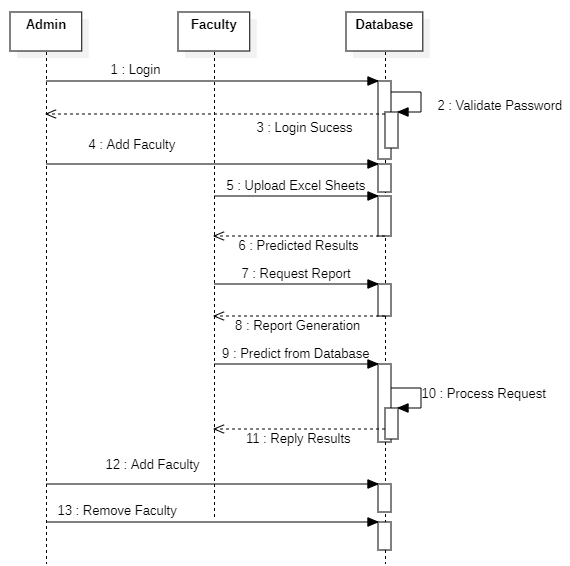 Admin
Faculty
Database
1 : Login
2 : Validate Password
3 : Login Sucess
4 : Add Faculty
5 : Upload Excel Sheets
6 : Predicted Results
7 : Request Report
8 : Report Generation
9 : Predict from Database
10 : Process Request
11 : Reply Results
12 : Add Faculty
13 : Remove Faculty